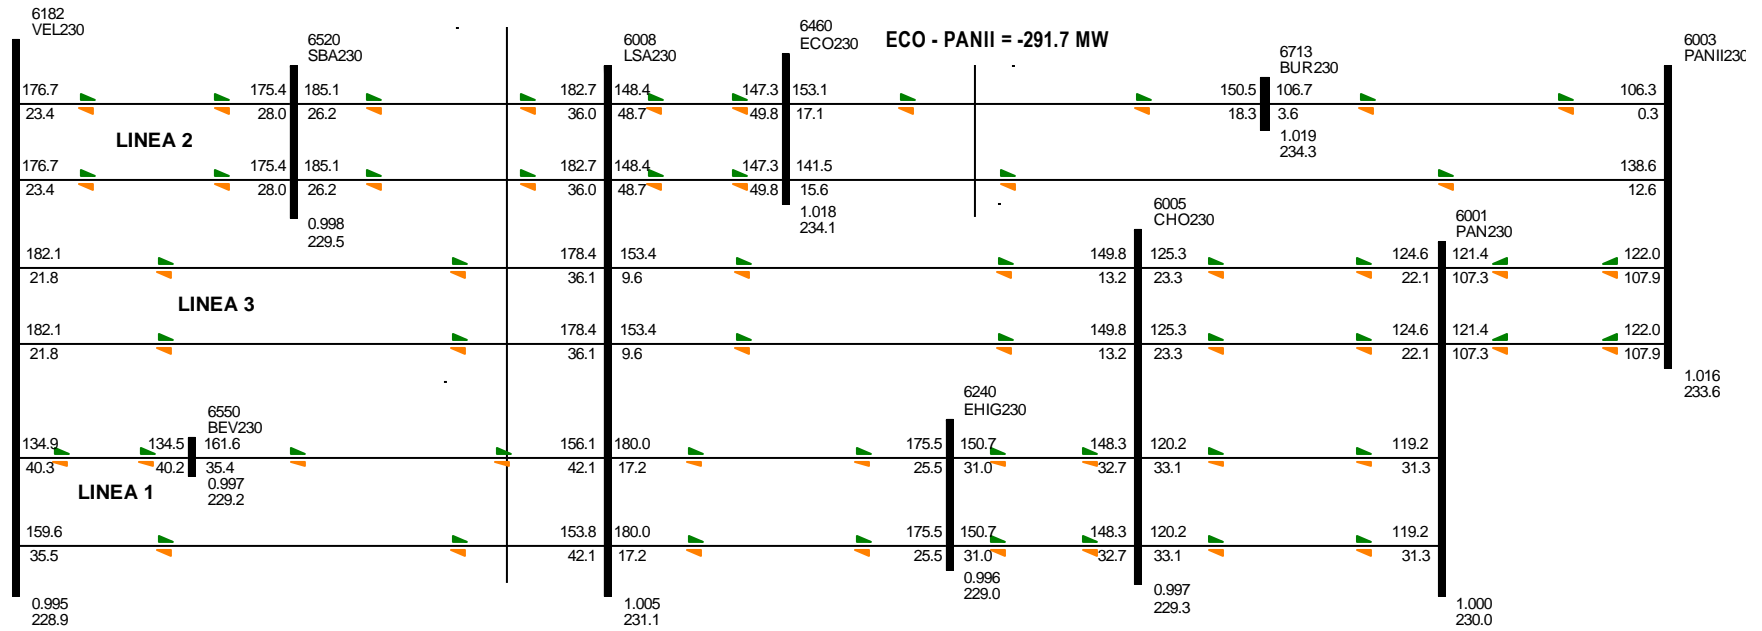 6182
VEL230
6520
SBA230
6008
LSA230
6460
ECO230
ECO - PANII = -291.7 MW
6713
BUR230
6003
PANII230
176.7 175.4 185.1 182.7 148.4 147.3 153.1 150.5 106.7 106.3
23.4 28.0 26.2 36.0 48.7 49.8 17.1 18.3 3.6 0.3
LINEA 2
1.019
234.3
176.7 175.4 185.1 182.7 148.4 147.3 141.5 138.6
23.4 28.0 26.2 36.0 48.7 49.8 15.6 12.6
0.998
229.5
1.018
234.1
6005
CHO230
6001
PAN230
182.1 178.4 153.4 149.8 125.3 124.6 121.4 122.0
21.8 36.1 9.6 13.2 23.3 22.1 107.3 107.9
LINEA 3
182.1 178.4 153.4 149.8 125.3 124.6 121.4 122.0
21.8 36.1 9.6 13.2 23.3 22.1 107.3 107.9
1.016
233.6
6550
BEV230
6240
EHIG230
134.9 134.5 161.6 156.1 180.0 175.5 150.7 148.3 120.2 119.2
40.3 40.2 35.4 42.1 17.2 25.5 31.0 32.7 33.1 31.3
LINEA 1
0.997
229.2
159.6 153.8 180.0 175.5 150.7 148.3 120.2 119.2
35.5 42.1 17.2 25.5 31.0 32.7 33.1 31.3
0.996
229.0
0.997
229.3
0.995
228.9
1.005
231.1
1.000
230.0